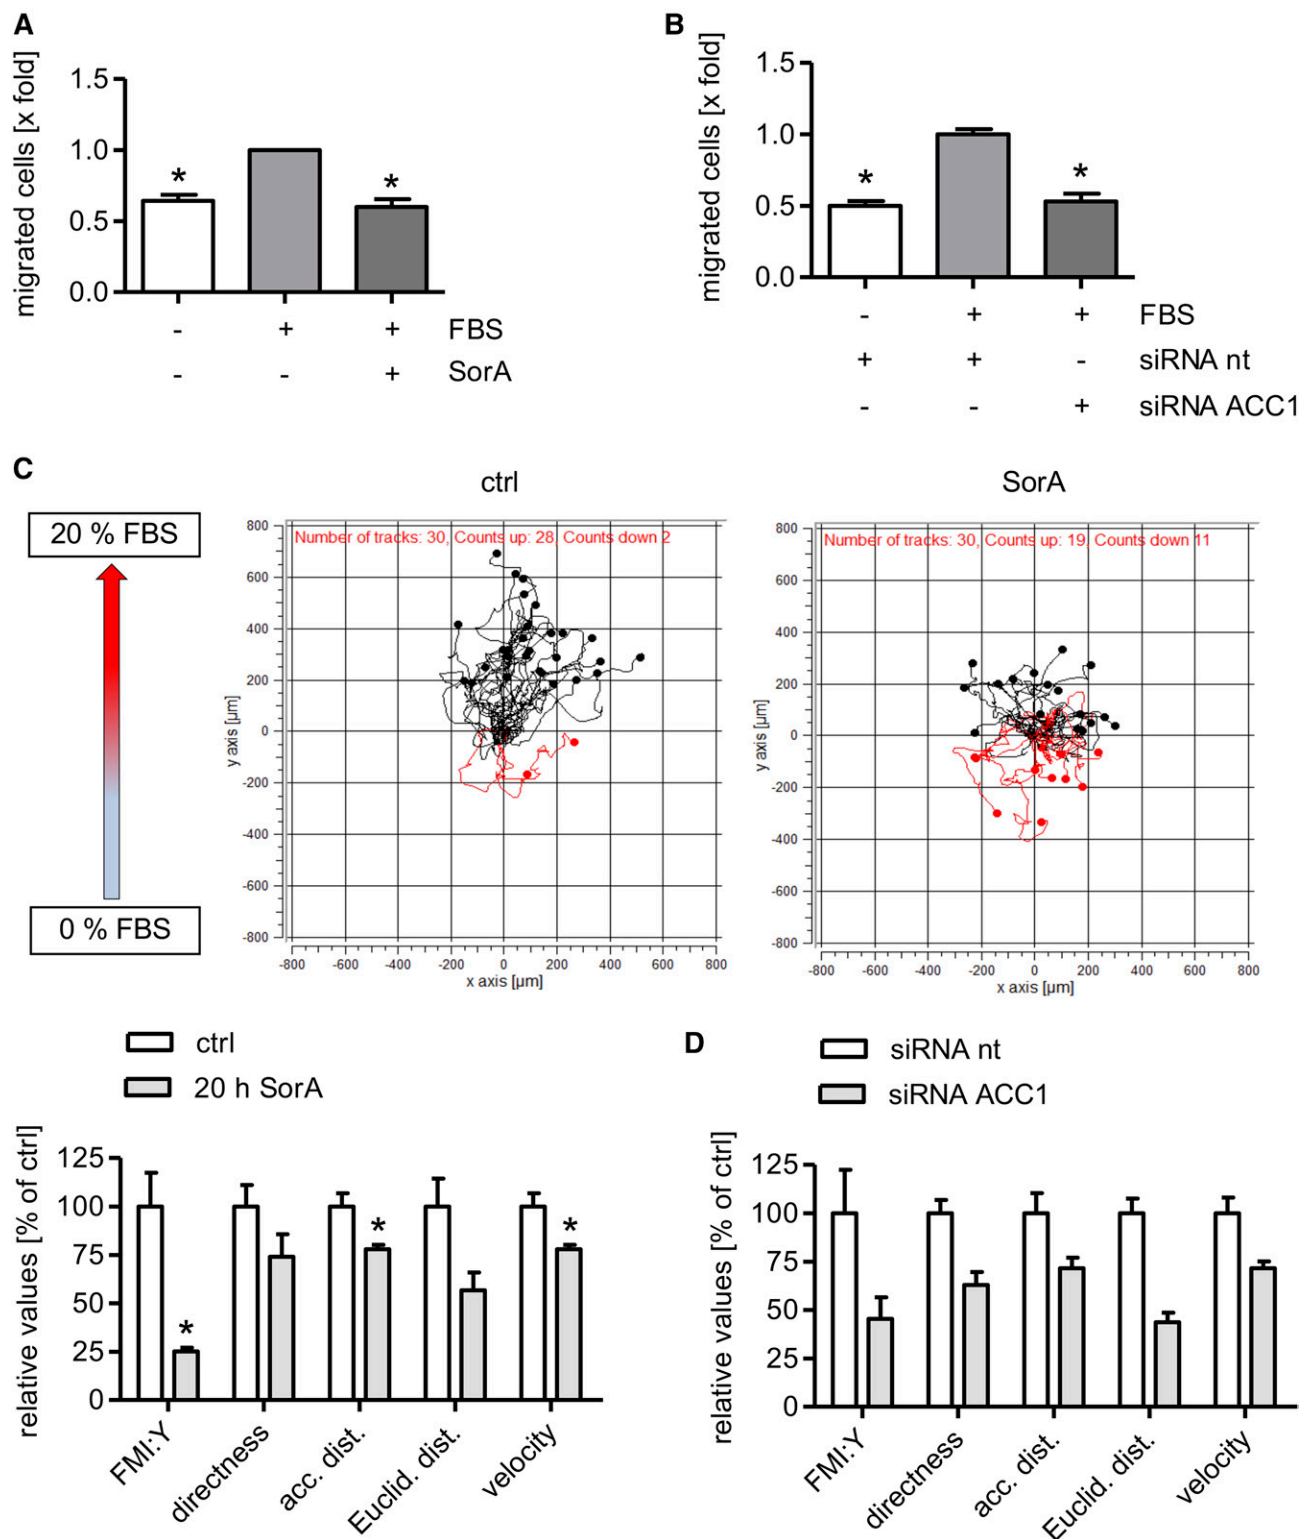 A
migrated cells [x fold]
1.5
1.0
0.5
0.0
*
*
- + + FBS
- - + SorA
B
migrated cells [x fold]
1.5
1.0
0.5
0.0
*
*
- + + FBS
+ + - siRNA nt
- - + siRNA ACC1
C
20 % FBS
0 % FBS
ctrl
Number of tracks: 30, Counts up: 28, Counts down 2
y axis [µm]
800
600
400
200
0
-200
-400
-600
-800
-800 -600 -400 -200 0 200 400 600 800
x axis [µm]
SorA
Number of tracks: 30, Counts up: 19, Counts down 11
y axis [µm]
800
600
400
200
0
-200
-400
-600
-800
-800 -600 -400 -200 0 200 400 600 800
x axis [µm]
ctrl
20 h SorA
relative values [% of ctrl]
125
100
75
50
25
0
*
*
*
FMI:Y directness acc. dist. Euclid. dist. velocity
D
siRNA nt
siRNA ACC1
relative values [% of ctrl]
125
100
75
50
25
0
FMI:Y directness acc. dist. Euclid. dist. velocity